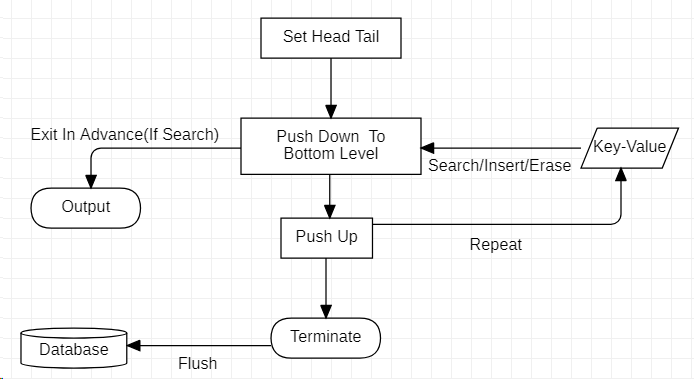 Set Head Tail
Exit In Advance(If Search)
Push Down To
Bottom Level
Key-Value
Search/Insert/Erase
Output
Push Up
Repeat
Terminate
Database
Flush